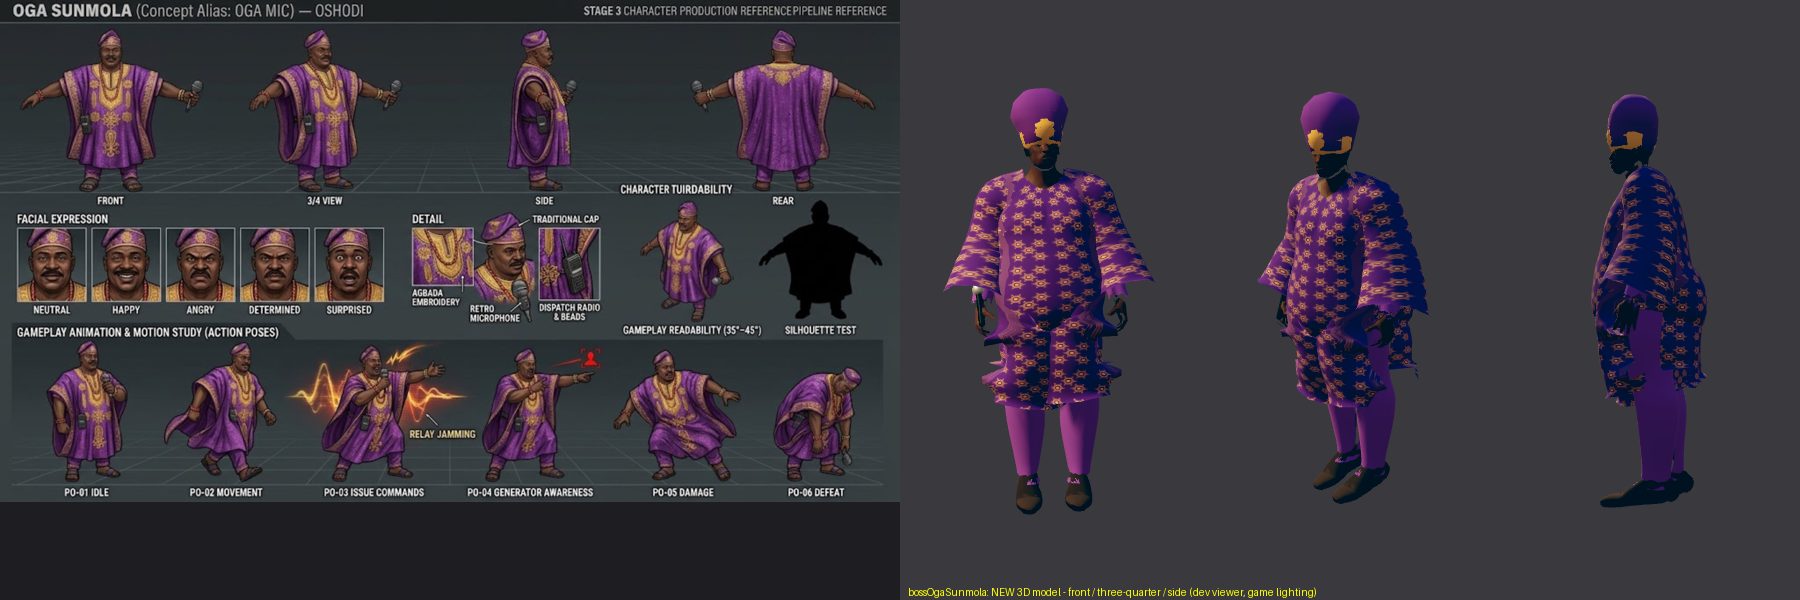 OGA SUNMOLA (Concept Alias: OGA MIC) — OSHODI
STAGE 3 CHARACTER PRODUCTION REFERENCEPIPELINE REFERENCE
FRONT
3/4 VIEW
SIDE
REAR
CHARACTER TUIRDABILITY
FACIAL EXPRESSION
NEUTRAL
HAPPY
ANGRY
DETERMINED
SURPRISED
DETAIL
TRADITIONAL CAP
AGBADA
EMBROIDERY
RETRO
MICROPHONE
DISPATCH RADIO
& BEADS
GAMEPLAY READABILITY (35°-45°)
SILHOUETTE TEST
GAMEPLAY ANIMATION & MOTION STUDY (ACTION POSES)
RELAY JAMMING
PO-01 IDLE
PO-02 MOVEMENT
PO-03 ISSUE COMMANDS
PO-04 GENERATOR AWARENESS
PO-05 DAMAGE
PO-06 DEFEAT
bossOgaSunmola: NEW 3D model - front / three-quarter / side (dev viewer, game lighting)